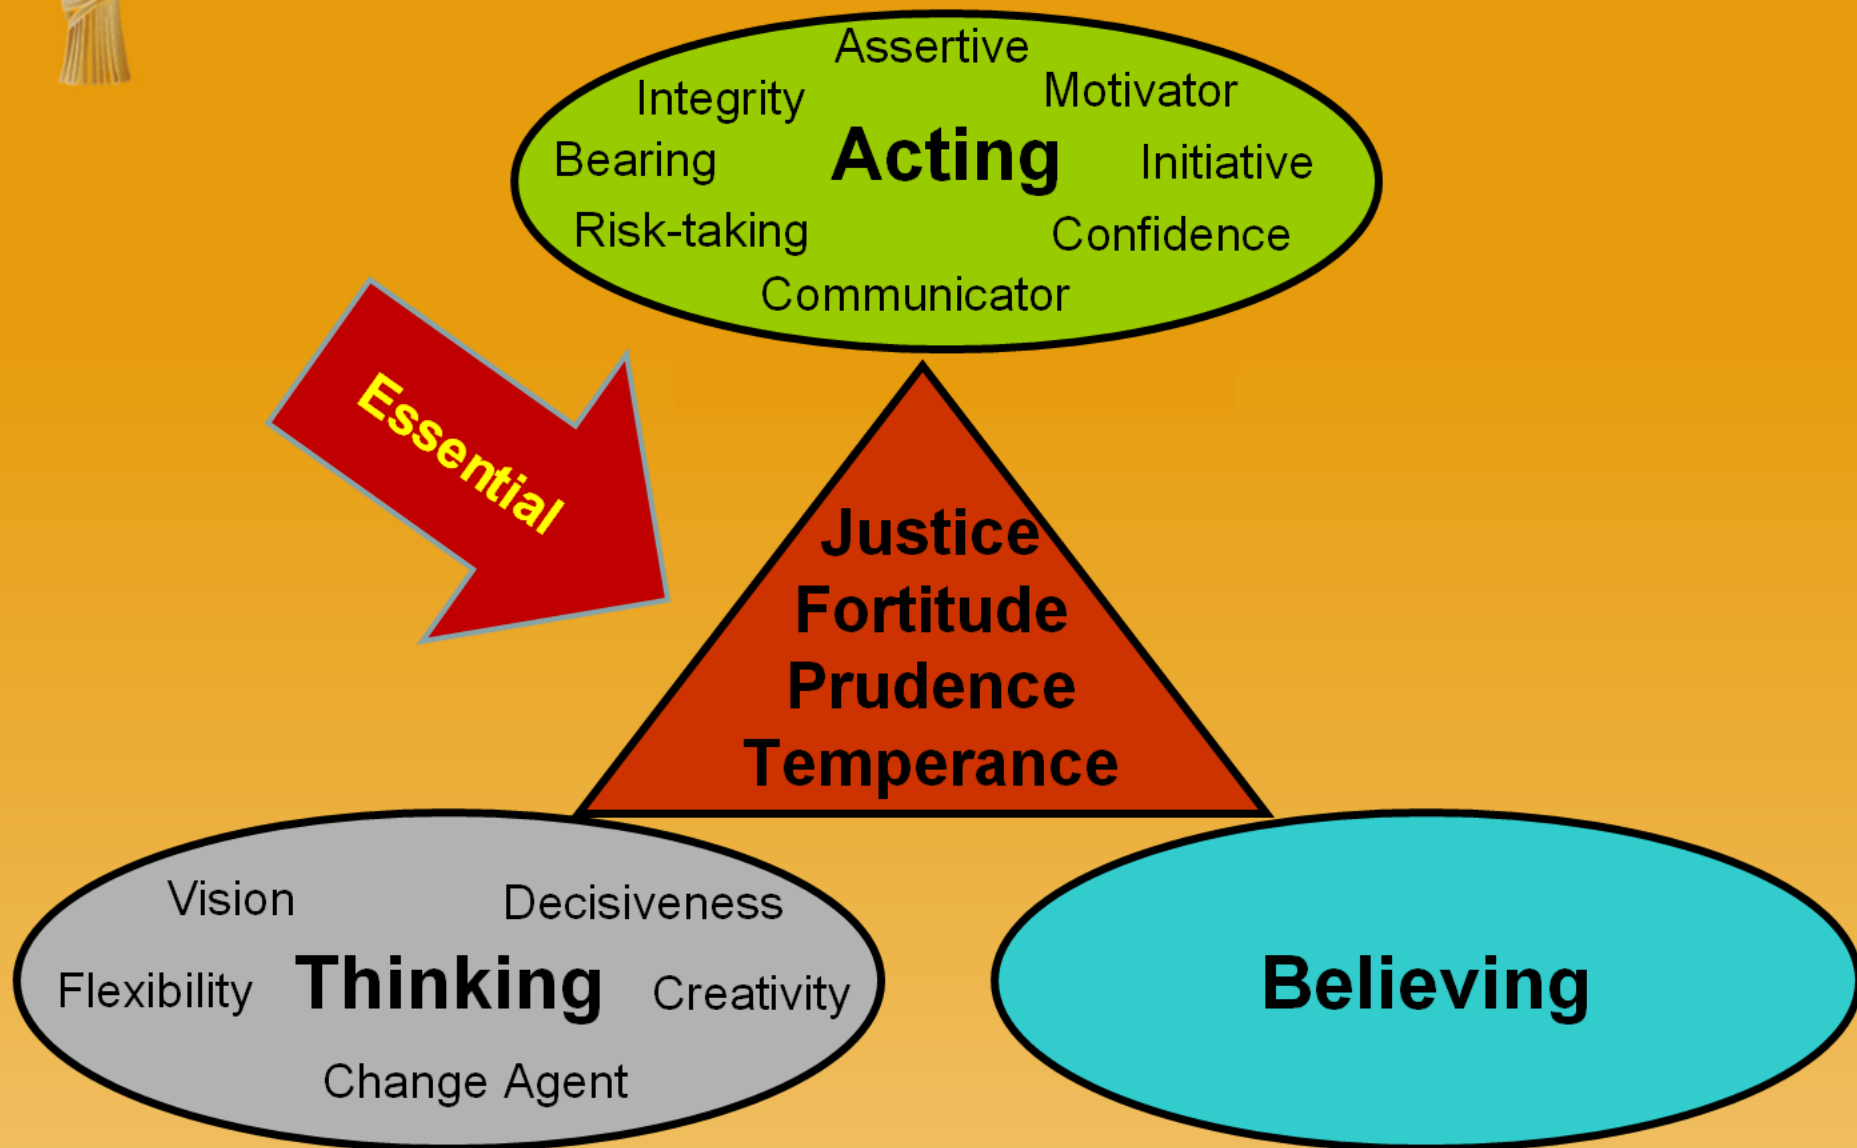 Assertive
Integrity Motivator
Bearing Acting Initiative
Risk-taking Confidence
Communicator
Essential
Justice
Fortitude
Prudence
Temperance
Vision Decisiveness
Flexibility Thinking Creativity
Change Agent
Believing